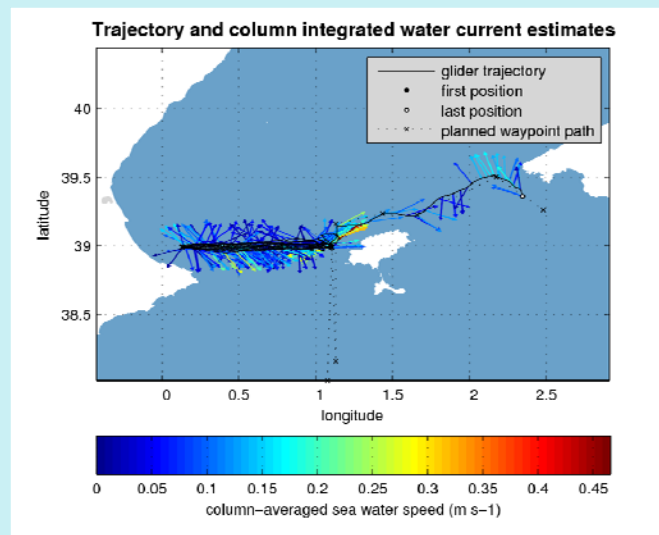 Trajectory and column integrated water current estimates
glider trajectory
first position
last position
planned waypoint path
40
39.5
39
38.5
latitude
0 0.5 1 1.5 2 2.5
longitude
0 0.05 0.1 0.15 0.2 0.25 0.3 0.35 0.4 0.45
column-averaged sea water speed (m s-1)